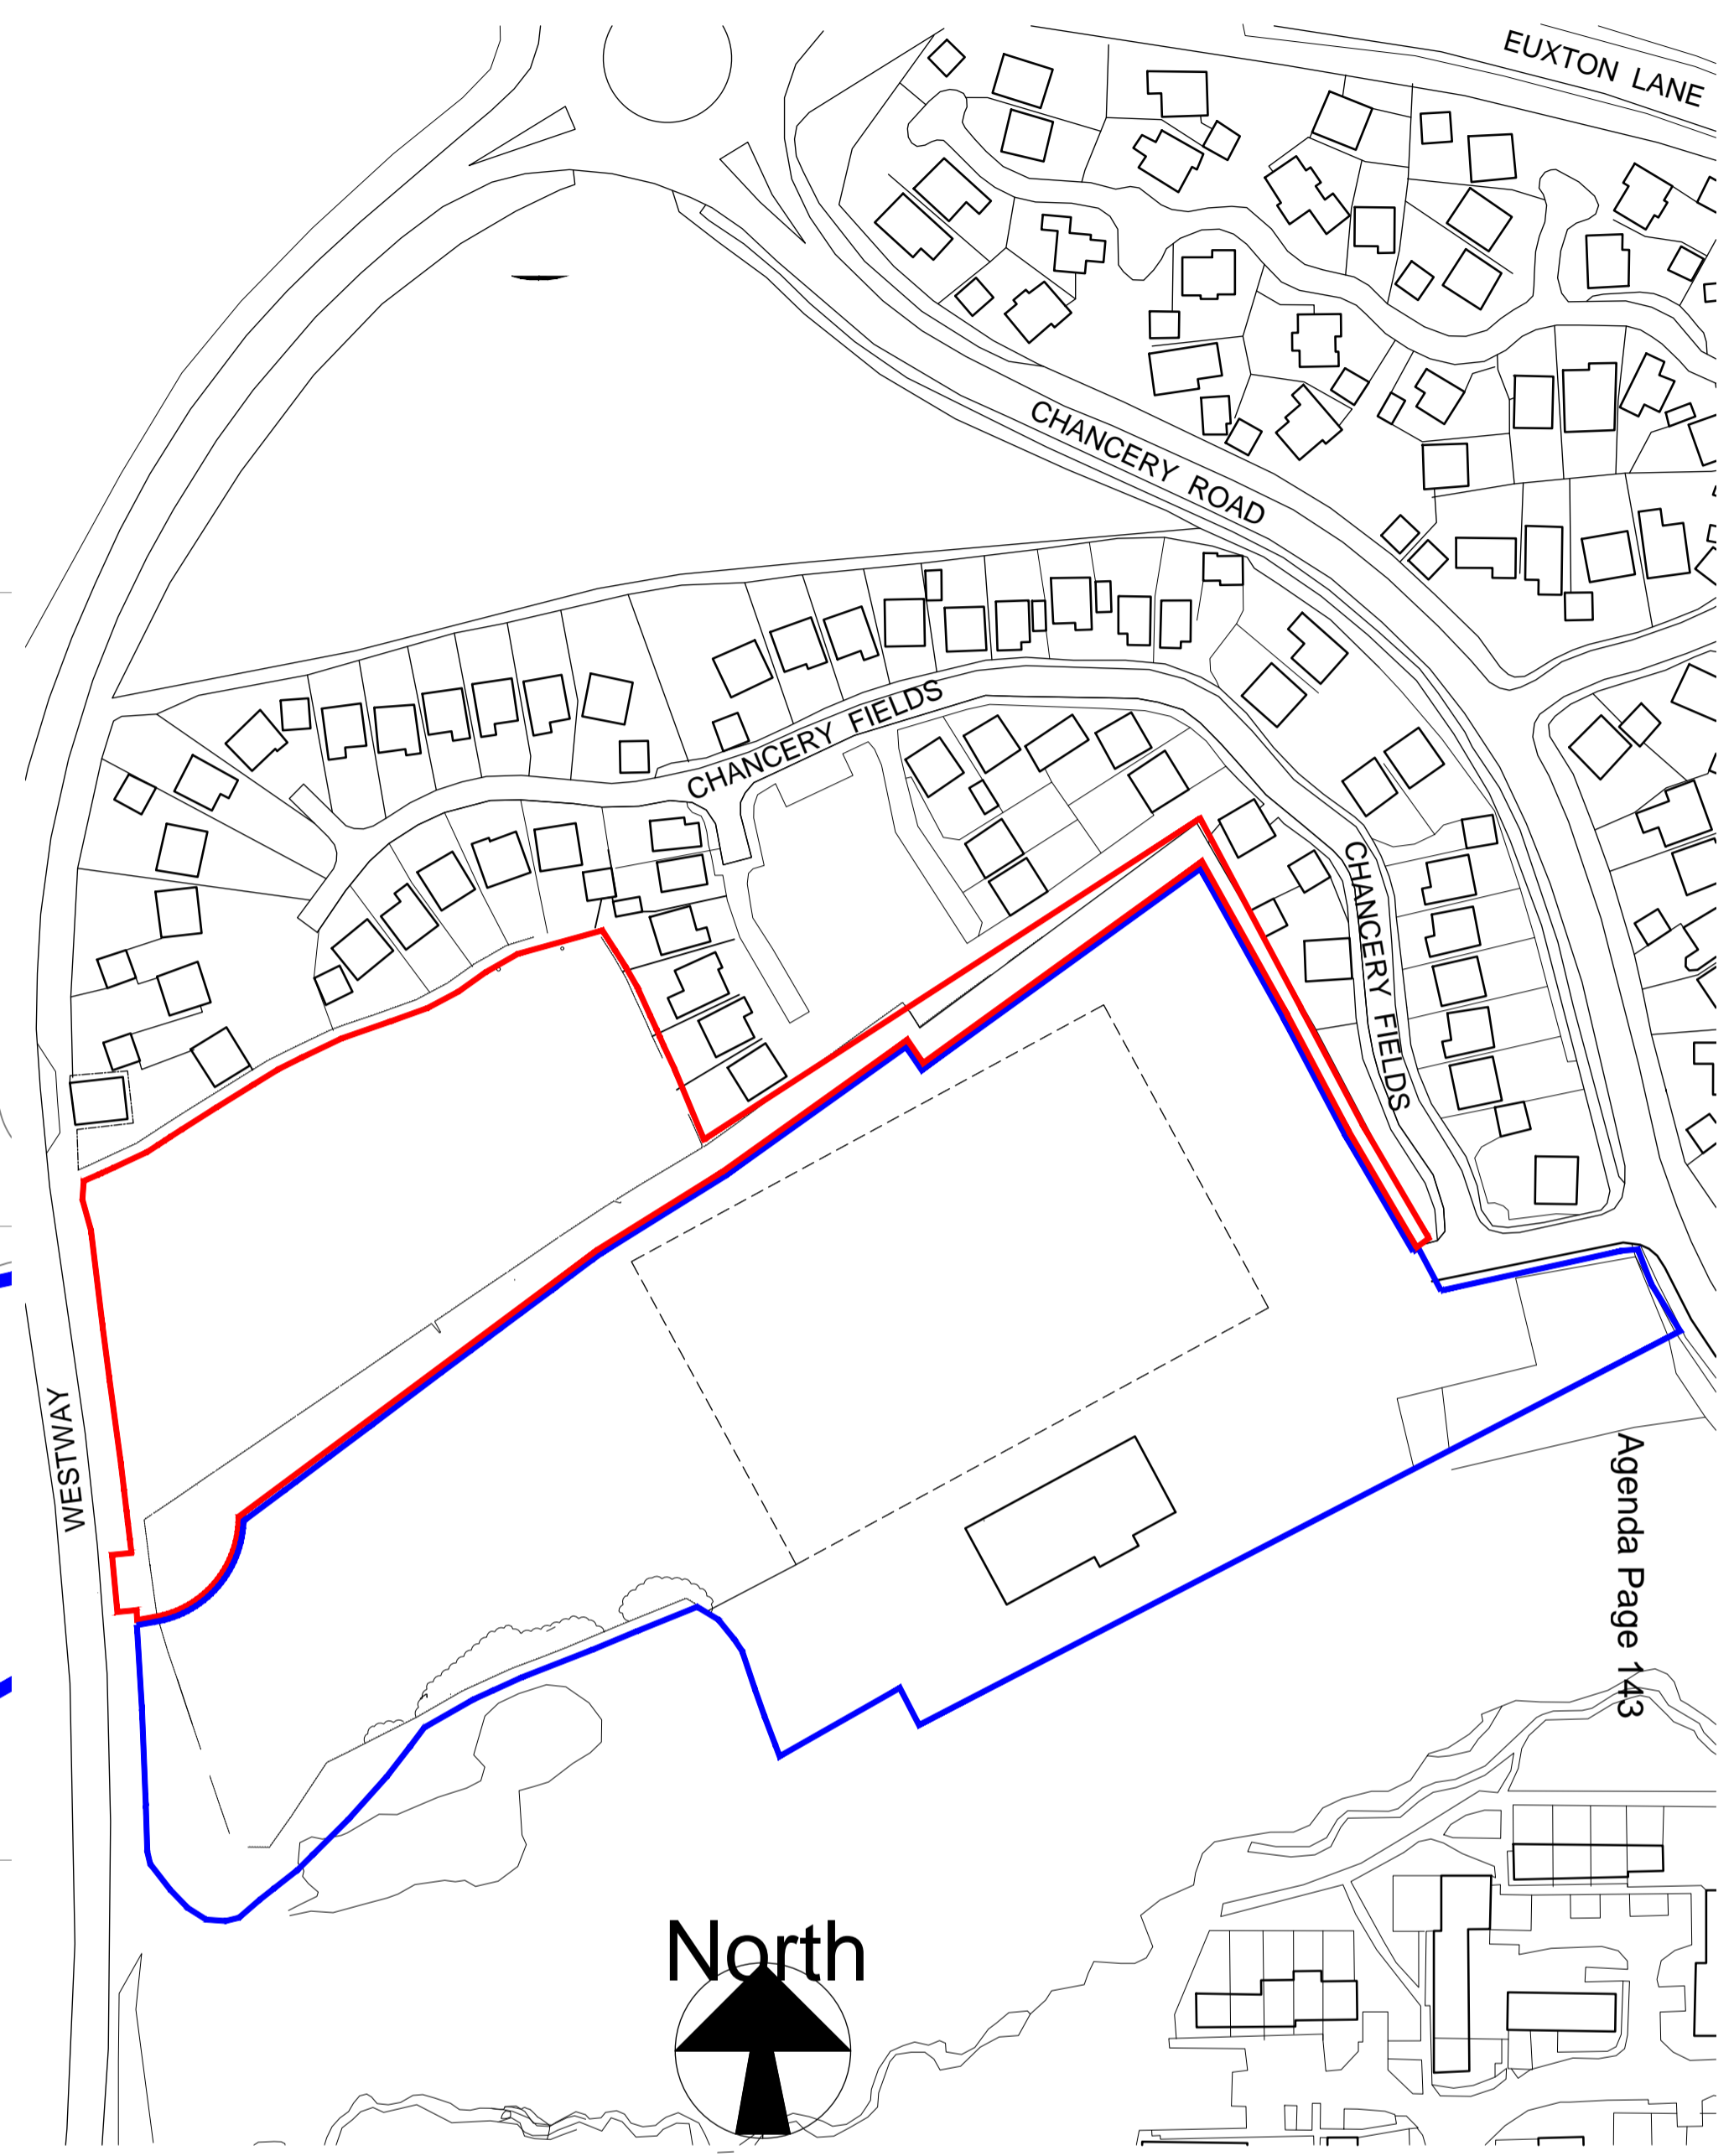 EUXTON LANE
CHANCERY ROAD
CHANCERY FIELDS
CHANCERY FIELDS
WESTWAY
Agenda Page 143
North